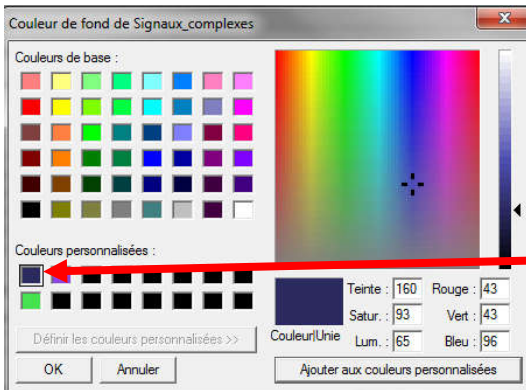 Couleur de fond de Signaux_complexes
Couleurs de base :
Couleurs personnalisées :
Définir les couleurs personnalisées >>
OK Annuler
Couleur|Unie
Teinte : 160 Rouge : 43
Satur. : 93 Vert : 43
Lum. : 65 Bleu : 96
Ajouter aux couleurs personnalisées